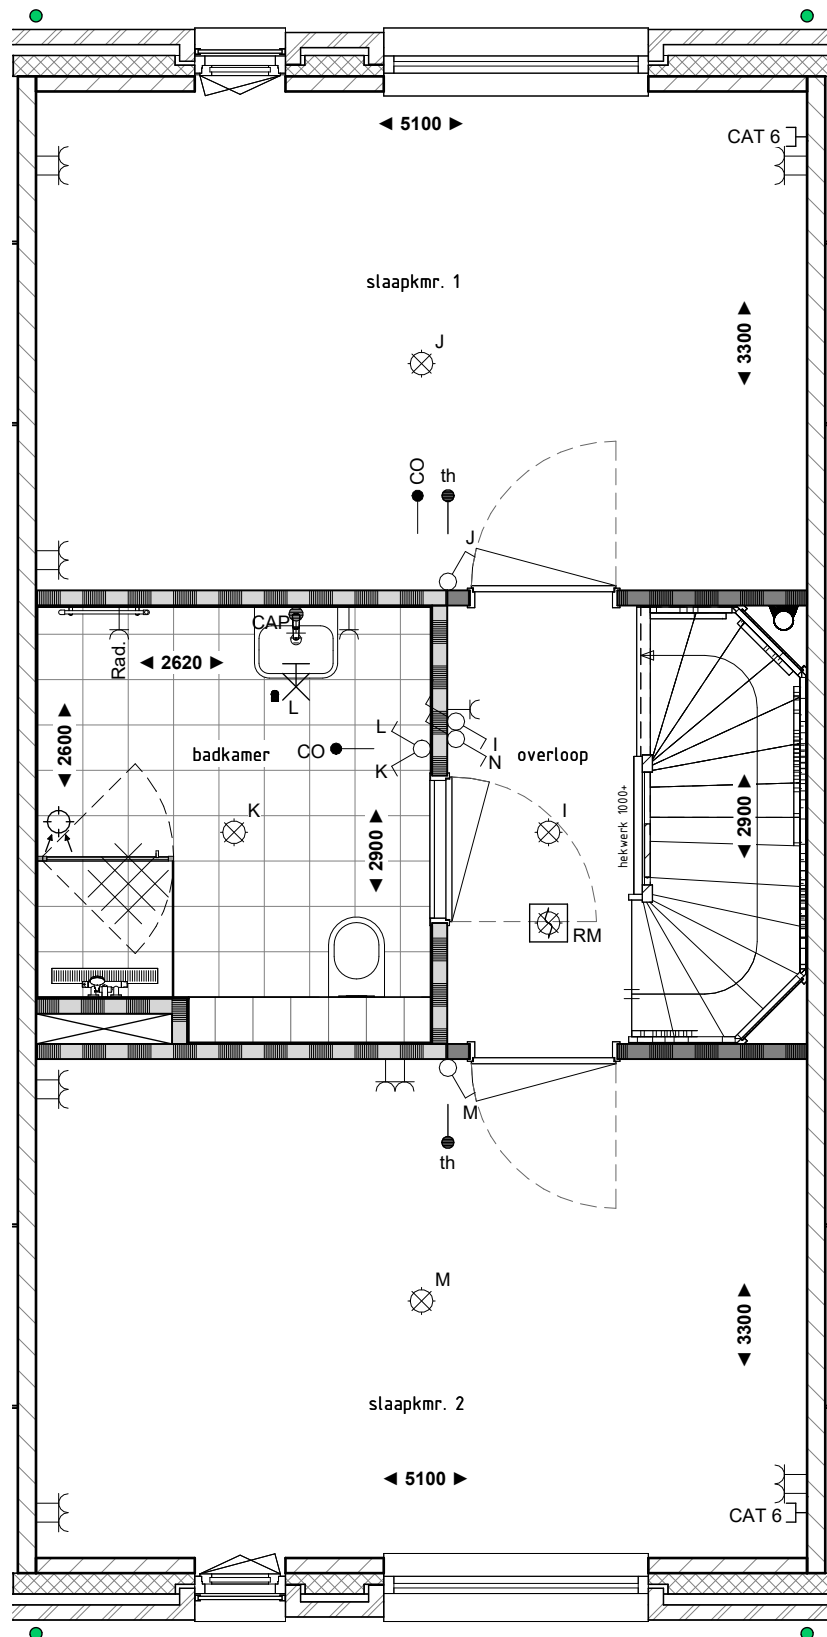 5100
CAT 6
slaapkmr. 1
3300
J
CO
th
J
CAP
Rad.
2620
L
L
2600
badkamer
CO
K
I
N
overloop
hekwerk 1000+
2900
K
2900
I
RM
M
th
M
3300
slaapkmr. 2
5100
CAT 6